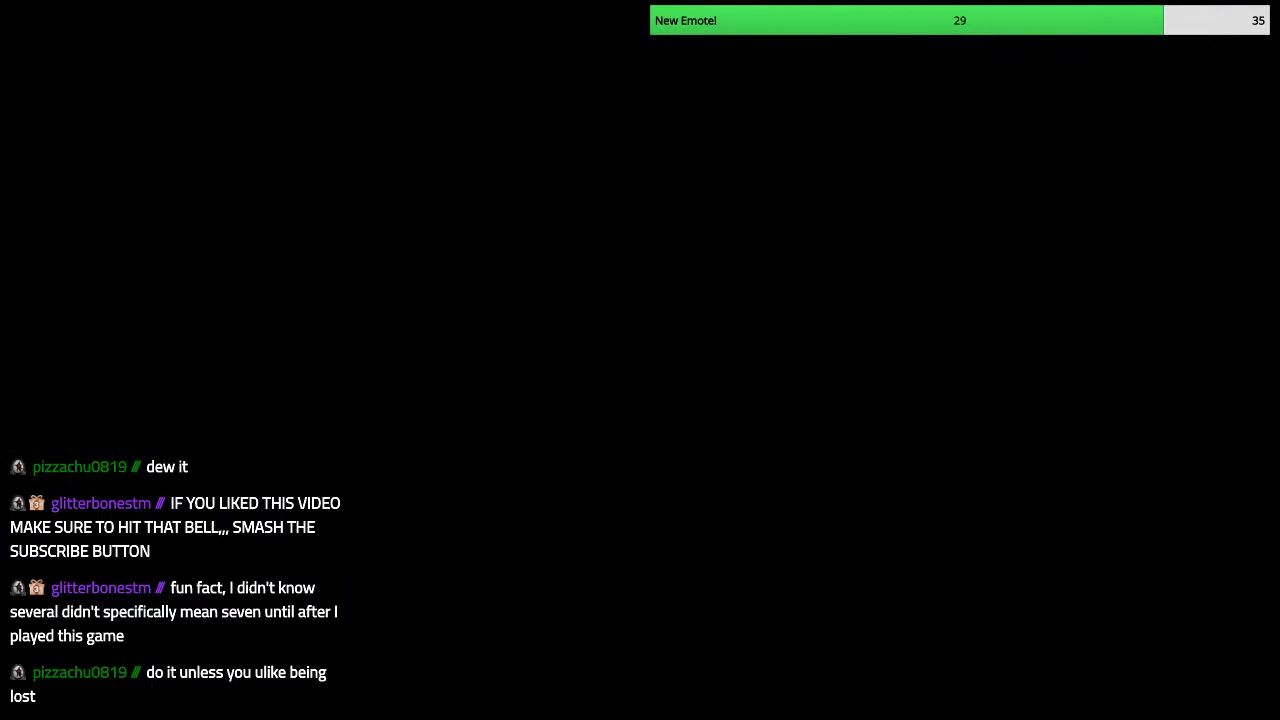 New Emote! 29 35
pizzachu0819 // dew it
glitterbonestm // IF YOU LIKED THIS VIDEO
MAKE SURE TO HIT THAT BELL,,, SMASH THE
SUBSCRIBE BUTTON
glitterbonestm // fun fact, I didn't know
several didn't specifically mean seven until after I
played this game
pizzachu0819 // do it unless you ulike being
lost